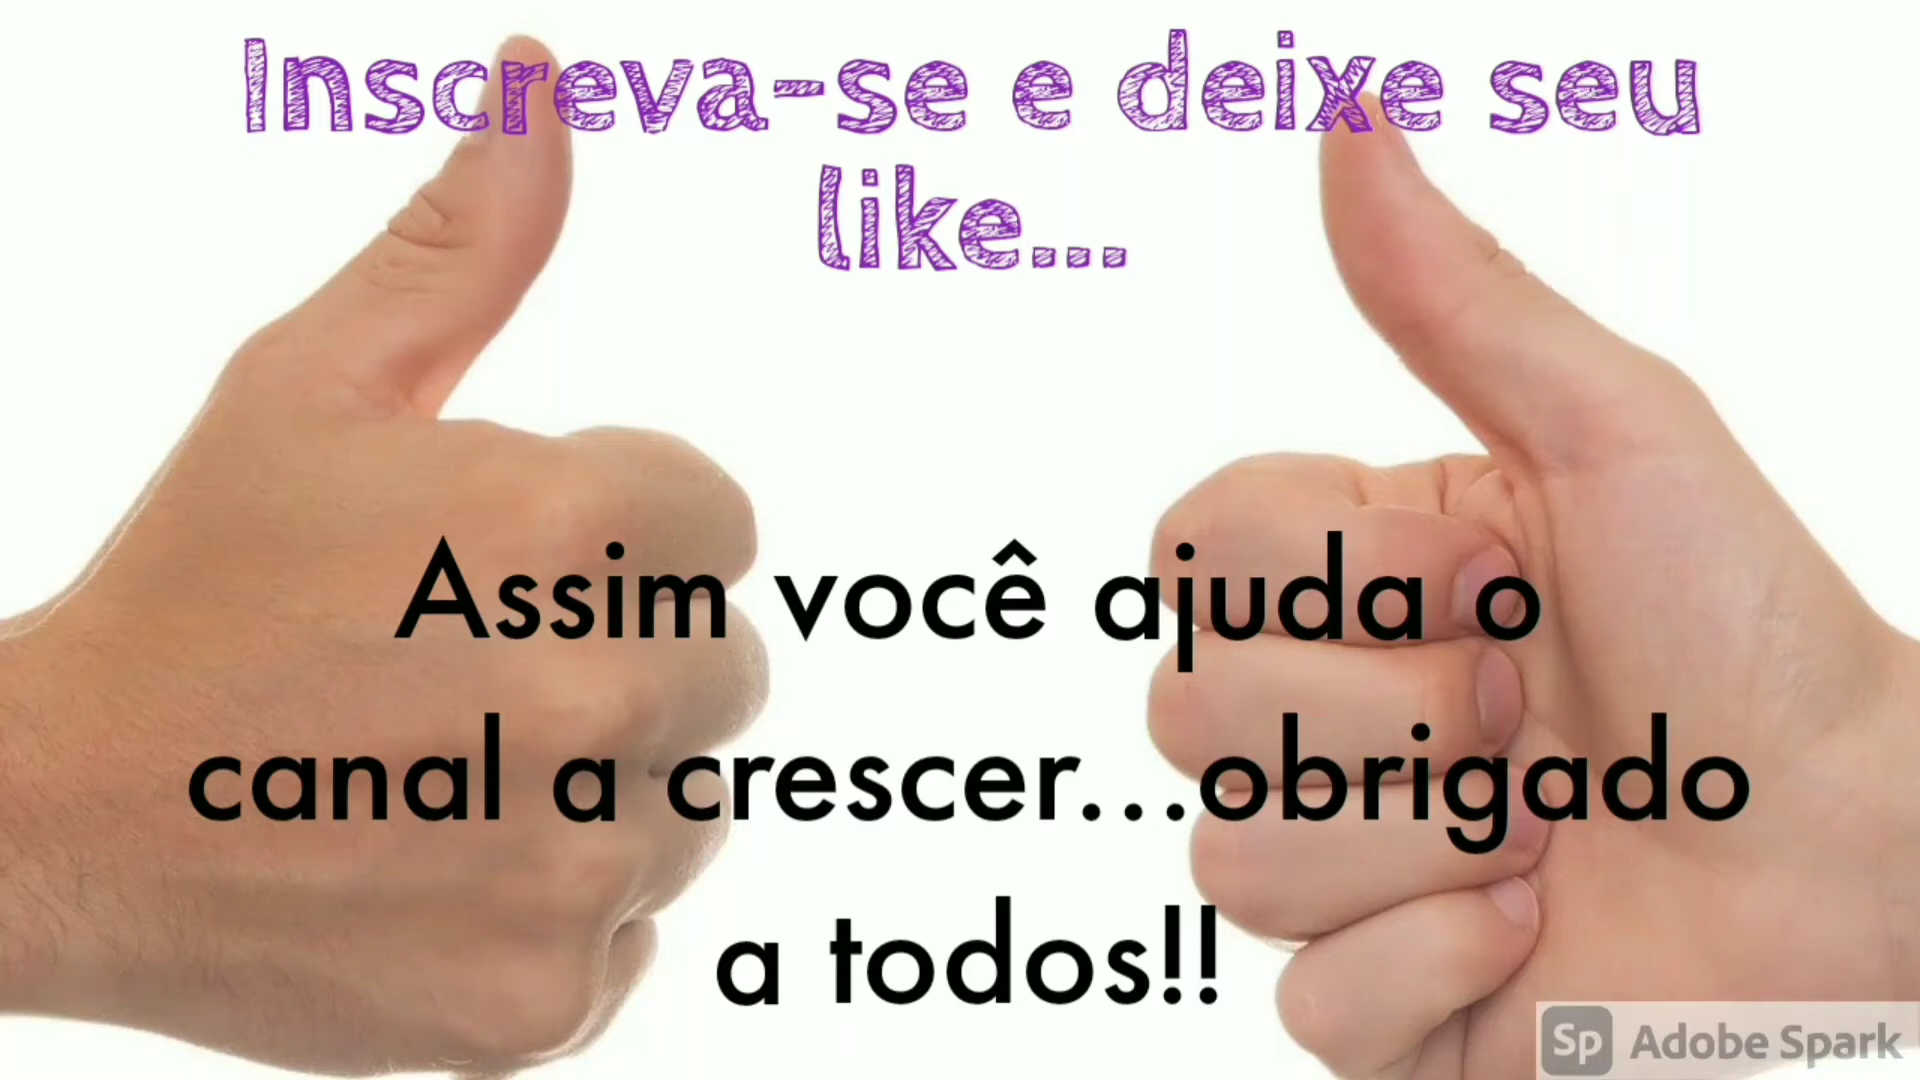 Inscreva-se e deixe seu
like...
Assim você ajuda o
canal a crescer...obrigado
a todos!!
Sp Adobe Spark